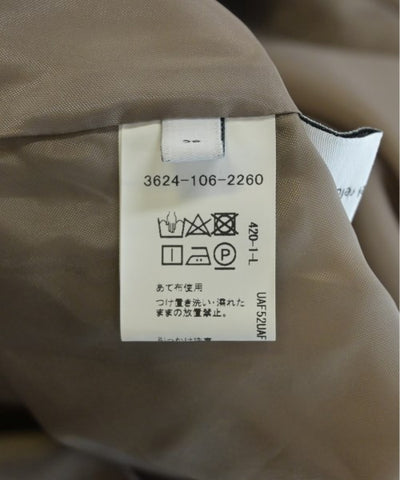 3624-106-2260
P
420-1-L
UAF52UAF
あて布使用
つけ置き洗い・濡れた
ままの放置禁止。